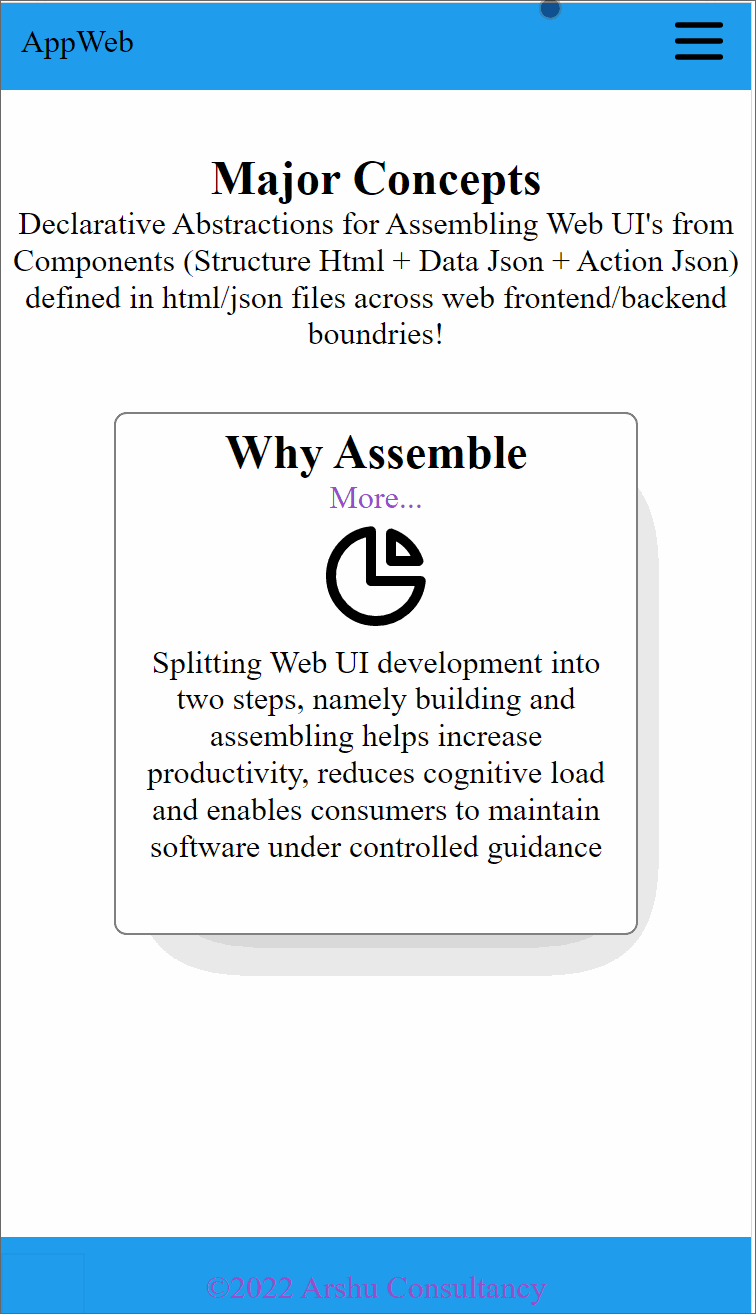 AppWeb
Major Concepts
Declarative Abstractions for Assembling Web UI's from
Components (Structure Html + Data Json + Action Json)
defined in html/json files across web frontend/backend
boundries!
Why Assemble
More...
Splitting Web UI development into
two steps, namely building and
assembling helps increase
productivity, reduces cognitive load
and enables consumers to maintain
software under controlled guidance
©2022 Arshu Consultancy